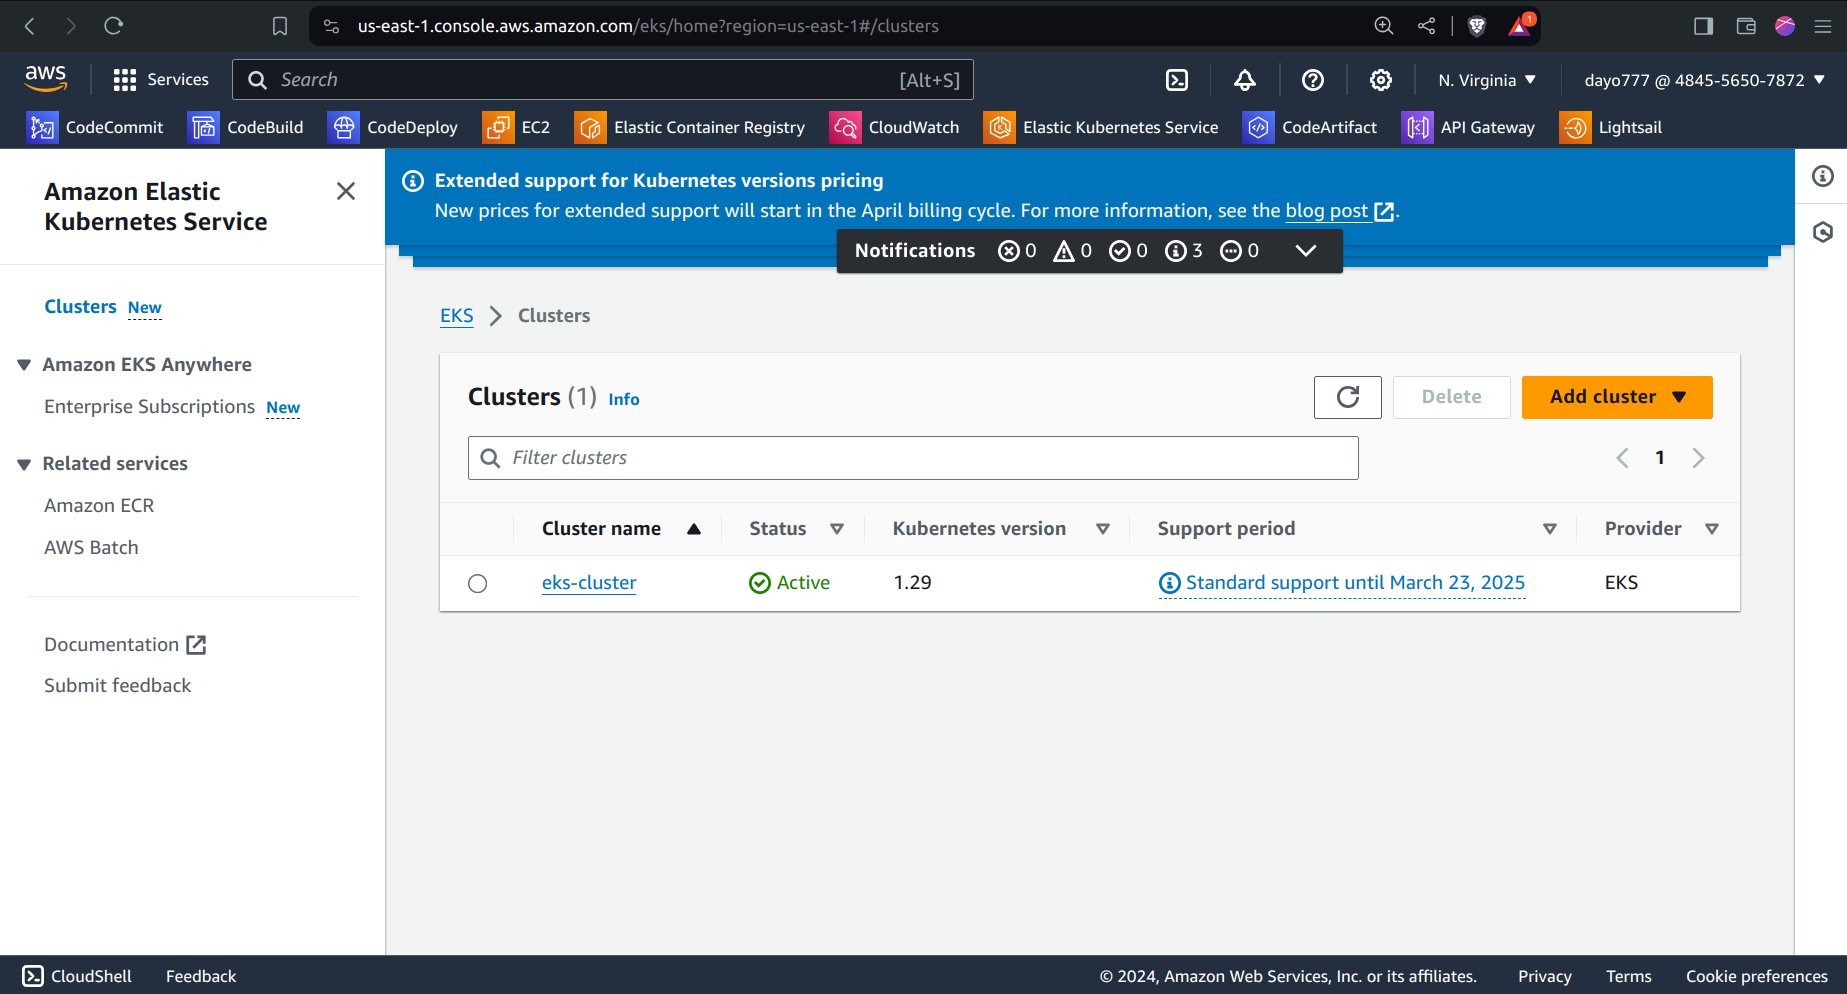 us-east-1.console.aws.amazon.com/eks/home?region=us-east-1#/clusters
1
aws
Services
Search
[Alt+S]
N. Virginia
dayo777 @ 4845-5650-7872
CodeCommit
CodeBuild
CodeDeploy
EC2
Elastic Container Registry
CloudWatch
Elastic Kubernetes Service
CodeArtifact
API Gateway
Lightsail
Amazon Elastic
Kubernetes Service
Clusters New
Amazon EKS Anywhere
Enterprise Subscriptions New
Related services
Amazon ECR
AWS Batch
Documentation
Submit feedback
Extended support for Kubernetes versions pricing
New prices for extended support will start in the April billing cycle. For more information, see the blog post.
Notifications 0 0 0 3 0
EKS Clusters
Clusters (1) Info
Delete
Add cluster
Filter clusters
1
Cluster name Status Kubernetes version Support period Provider
eks-cluster Active 1.29 Standard support until March 23, 2025 EKS
CloudShell Feedback © 2024, Amazon Web Services, Inc. or its affiliates. Privacy Terms Cookie preferences